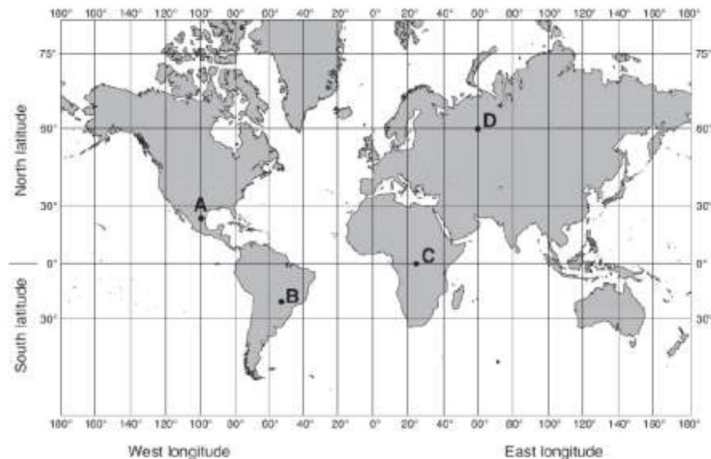 180° 160° 140° 120° 100° 80° 60° 40° 20° 0° 20° 40° 60° 80° 100° 120° 140° 160° 180°
75° 75°
North latitude
D
60° 60°
A
30° 30°
C
0° 0°
B
South latitude
30° 30°
180° 160° 140° 120° 100° 80° 60° 40° 20° 0° 20° 40° 60° 80° 100° 120° 140° 160° 180°
West longitude East longitude